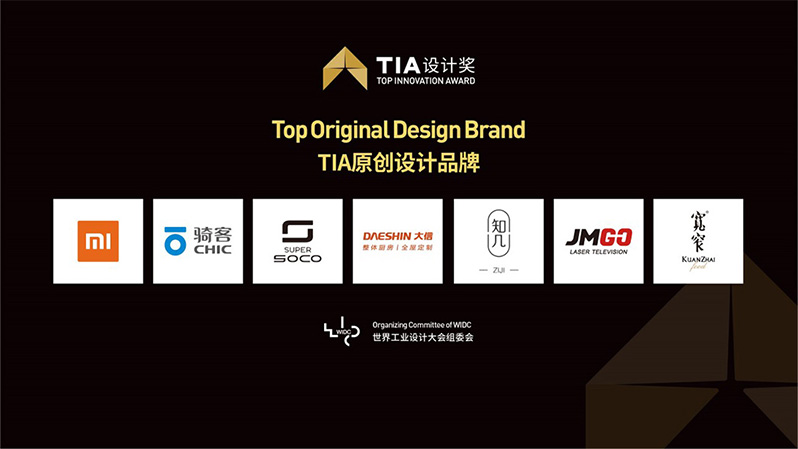 TIA设计奖
TOP INNOVATION AWARD
Top Original Design Brand
TIA原创设计品牌
mi
骑客
CHIC
SUPER
SOCO
DAESHIN 大信
整体厨房 | 全屋定制
知几
ZIJI
JMGO
LASER TELEVISION
寬窄
KUANZHAI
food
WIDC
Organizing Committee of WIDC
世界工业设计大会组委会